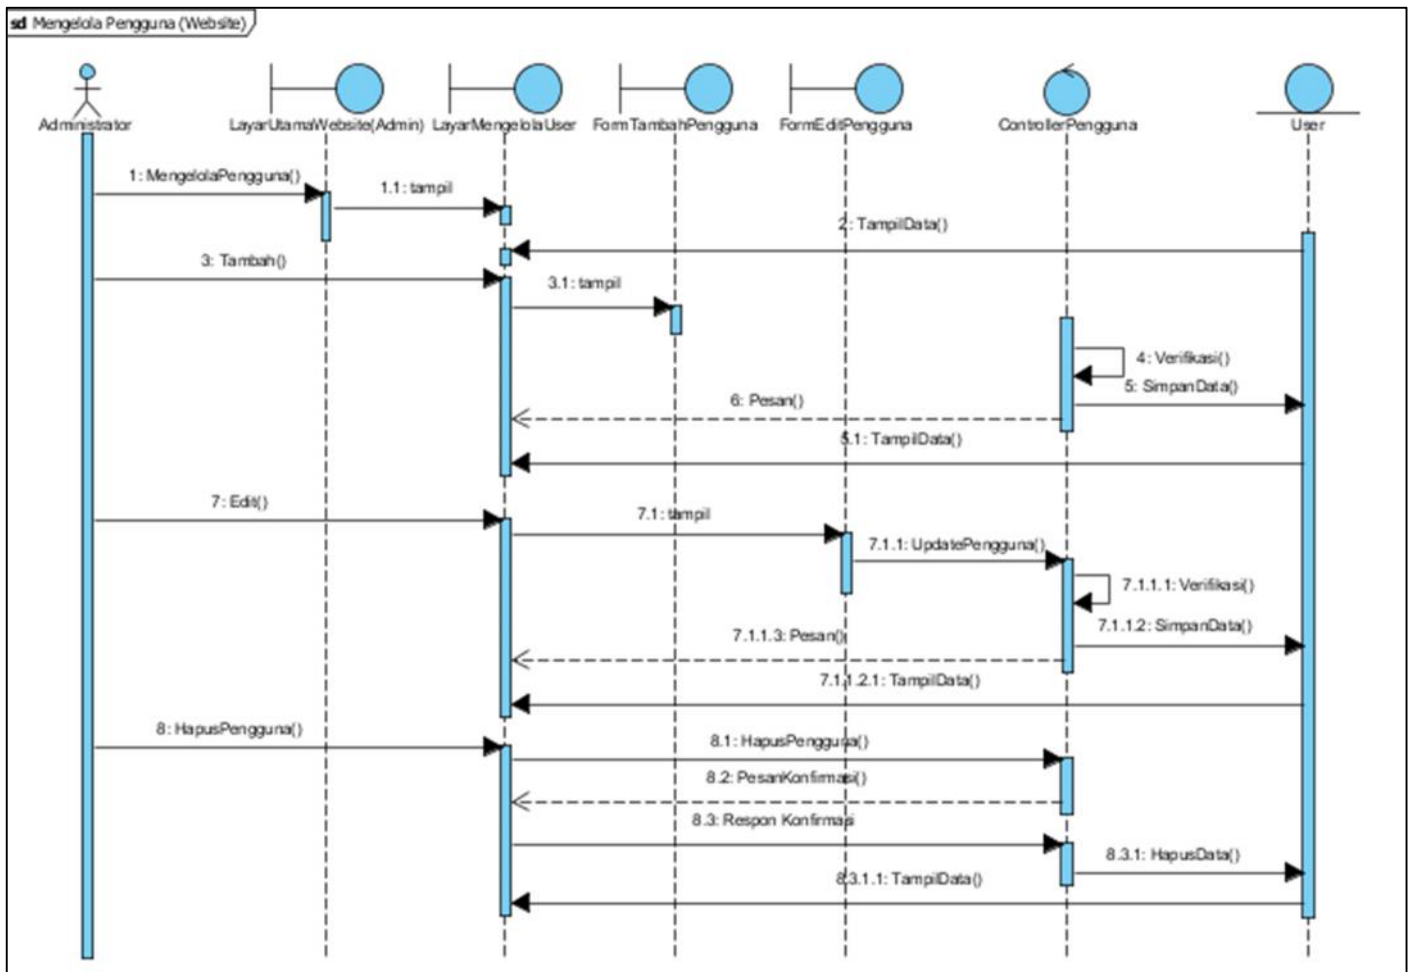 sd Mengelola Pengguna (Website)
Administrator
LayarUtamaWebsite(Admin)
LayarMengelolaUser
FormTambahPengguna
FormEditPengguna
ControllerPengguna
User
1: MengelolaPengguna()
1.1: tampil
2: TampilData()
3: Tambah()
3.1: tampil
4: Verifikasi()
5: SimpanData()
6: Pesan()
5.1: TampilData()
7: Edit()
7.1: tampil
7.1.1: UpdatePengguna()
7.1.1.1: Verifikasi()
7.1.1.2: SimpanData()
7.1.1.3: Pesan()
7.1.1.2.1: TampilData()
8: HapusPengguna()
8.1: HapusPengguna()
8.2: PesanKonfirmasi()
8.3: Respon Konfirmasi
8.3.1: HapusData()
8.3.1.1: TampilData()